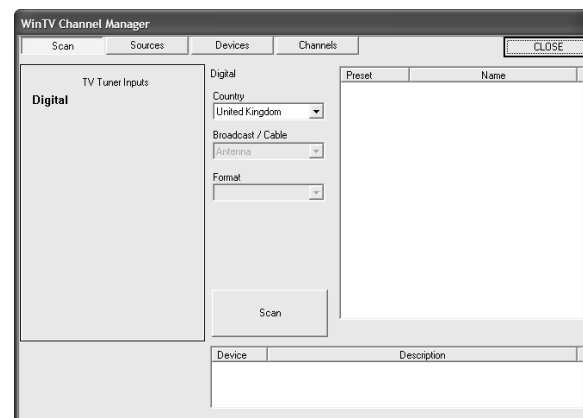 WinTV Channel Manager
Scan Sources Devices Channels CLOSE
TV Tuner Inputs
Digital
Digital
Country
United Kingdom
Broadcast / Cable
Antenna
Format
Scan
Preset Name
Device Description